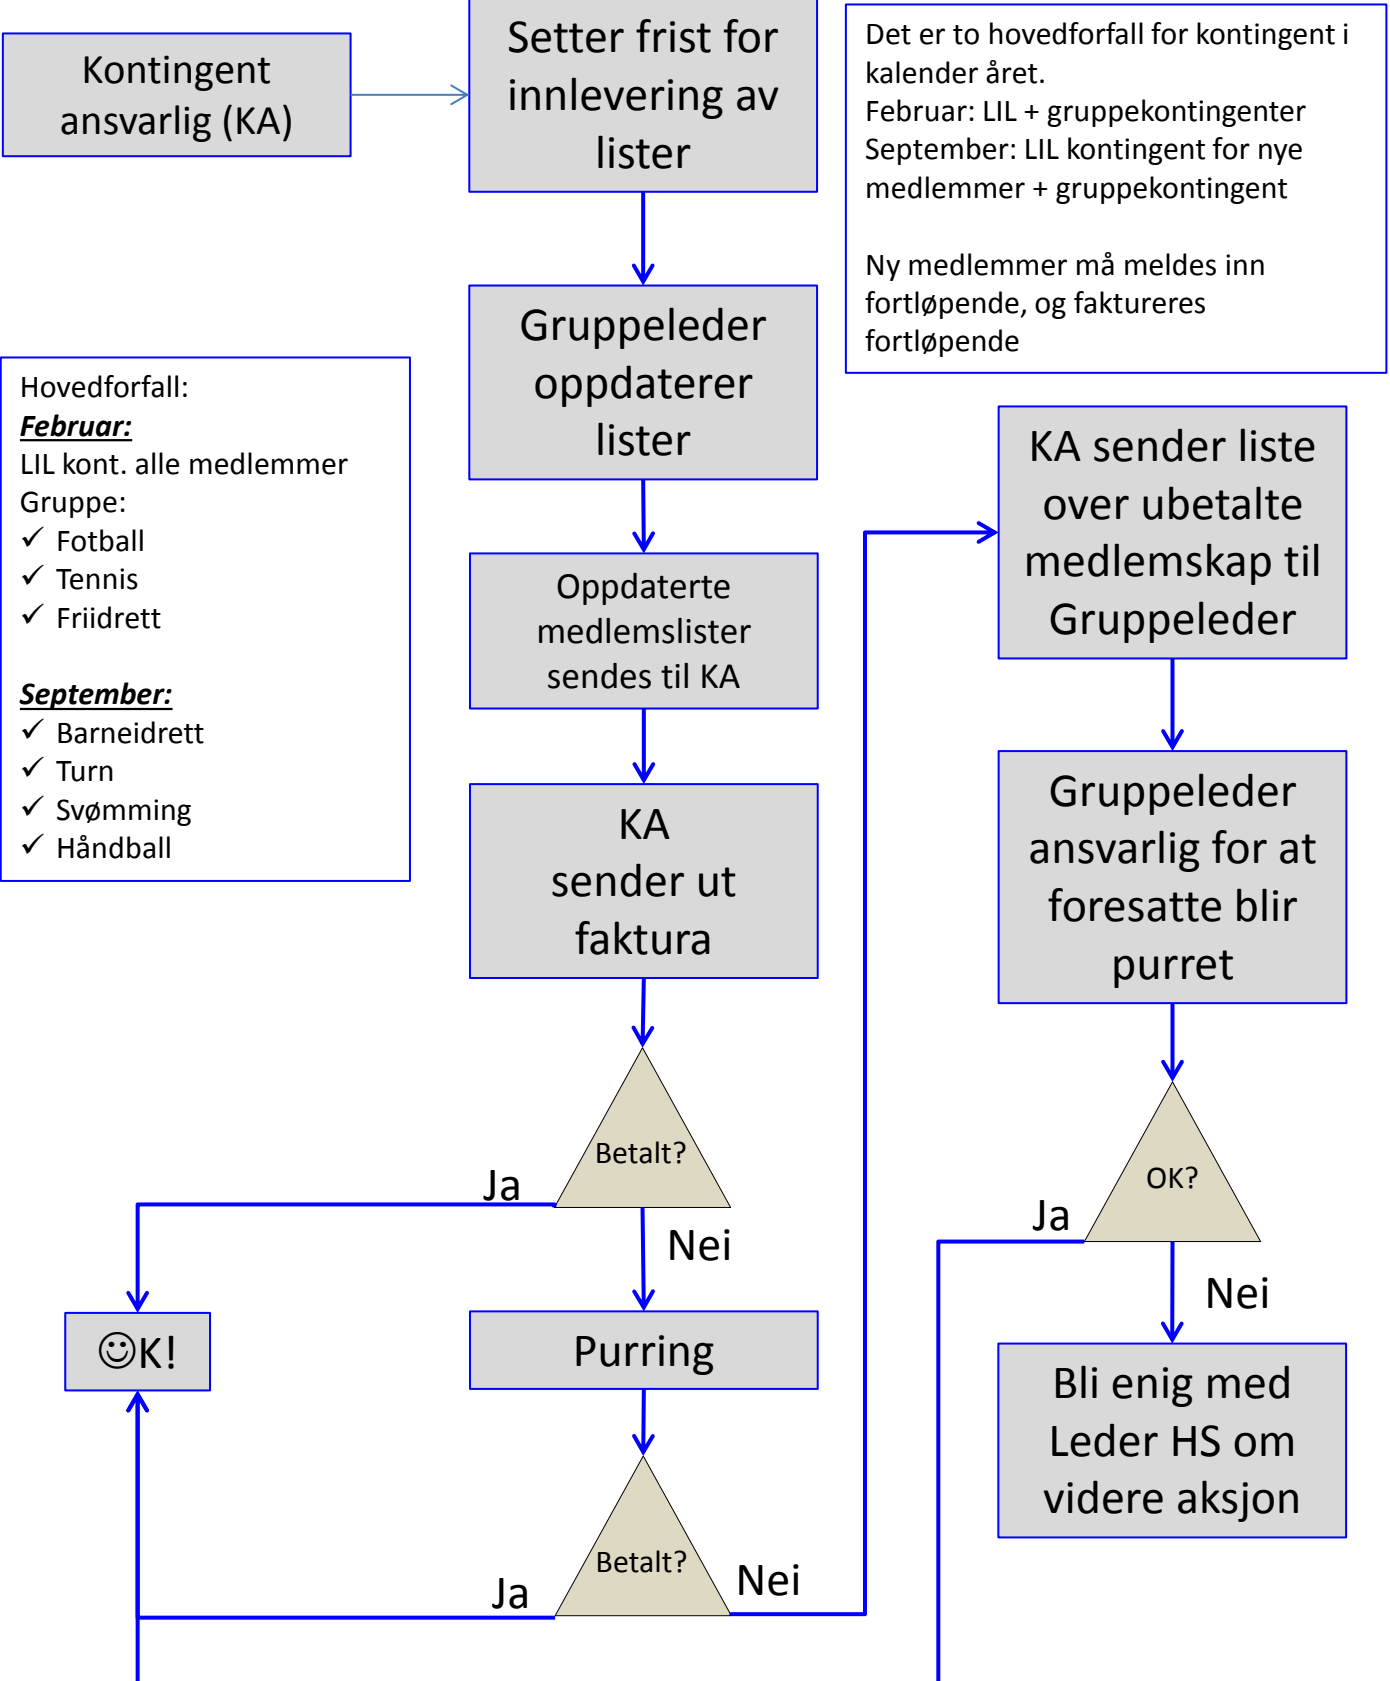 Kontingent
ansvarlig (KA)
Setter frist for
innlevering av
lister
Det er to hovedforfall for kontingent i
kalender året.
Februar: LIL + gruppekontingenter
September: LIL kontingent for nye
medlemmer + gruppekontingent
Ny medlemmer må meldes inn
fortløpende, og faktureres
fortløpende
Gruppeleder
oppdaterer
lister
Hovedforfall:
Februar:
LIL kont. alle medlemmer
Gruppe:
✓ Fotball
✓ Tennis
✓ Friidrett
September:
✓ Barneidrett
✓ Turn
✓ Svømming
✓ Håndball
Oppdaterte
medlemslister
sendes til KA
KA
sender ut
faktura
Betalt?
Ja
Nei
☺K!
Purring
Betalt?
Ja
Nei
KA sender liste
over ubetalte
medlemskap til
Gruppeleder
Gruppeleder
ansvarlig for at
foresatte blir
purret
OK?
Ja
Nei
Bli enig med
Leder HS om
videre aksjon